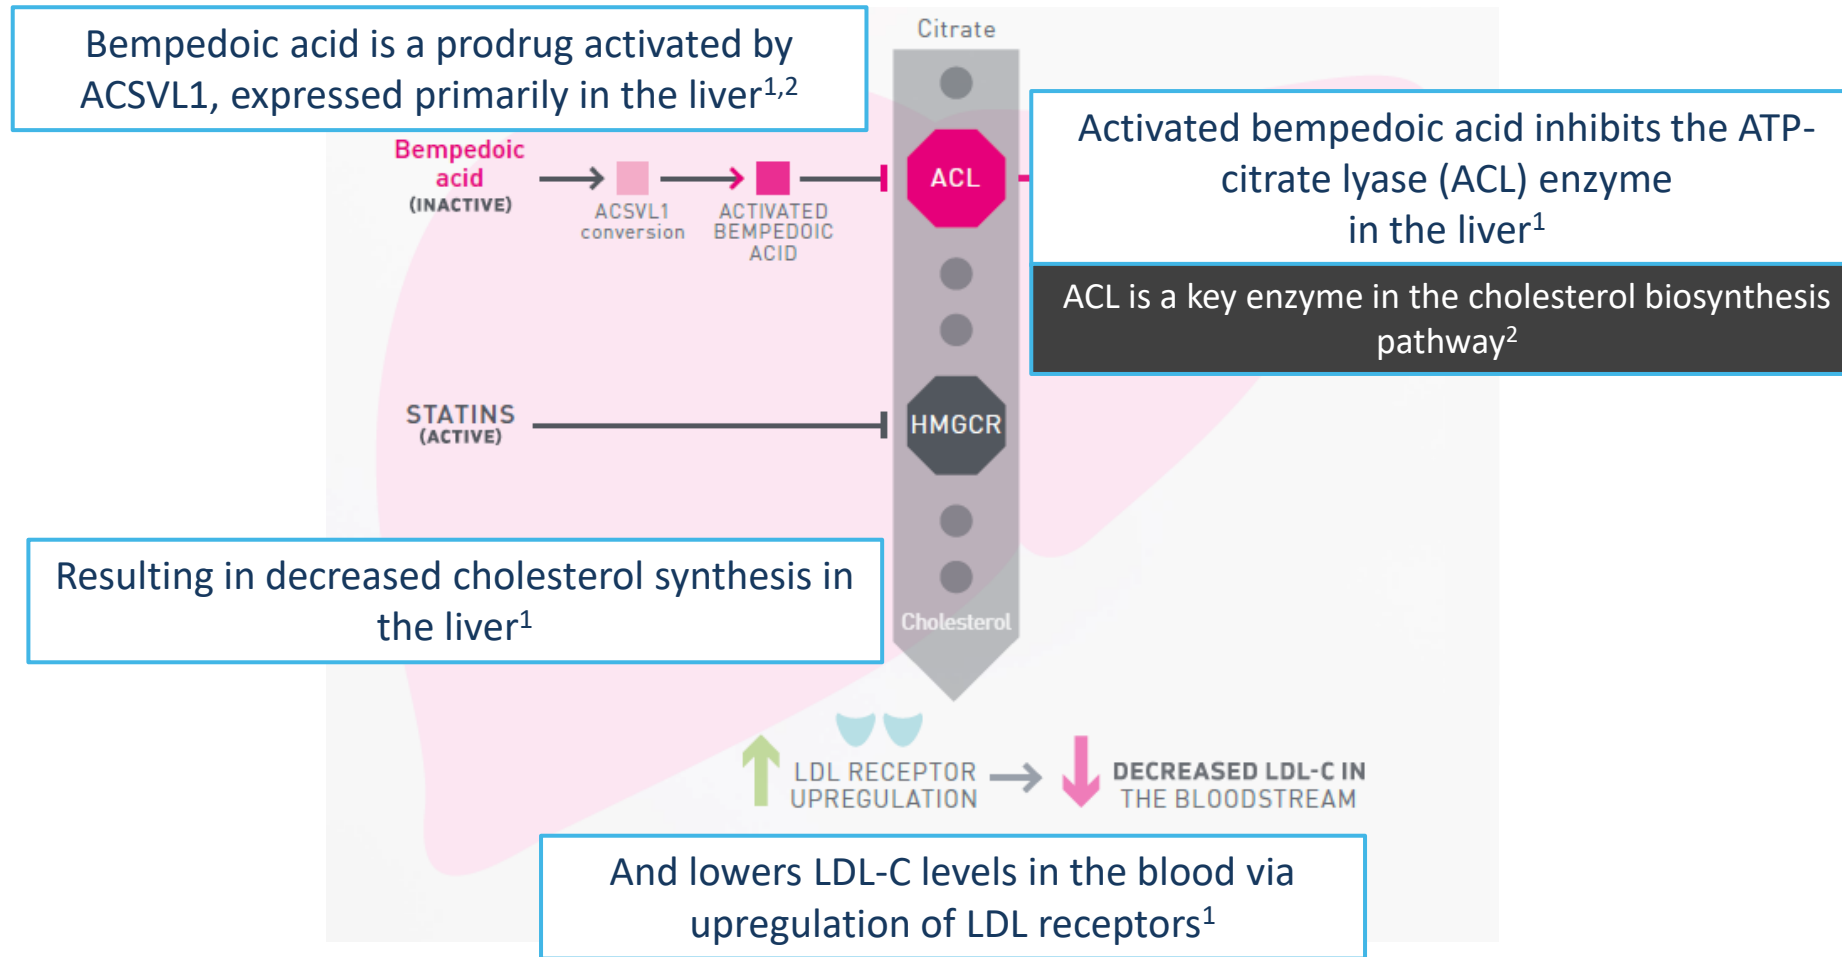 Bempedoic acid is a prodrug activated by
ACSVL1, expressed primarily in the liver1,2
Citrate
Activated bempedoic acid inhibits the ATP-
citrate lyase (ACL) enzyme
in the liver1
ACL is a key enzyme in the cholesterol biosynthesis
pathway2
Bempedoic
acid
(INACTIVE)
ACSVL1
conversion
ACTIVATED
BEMPEDOIC
ACID
ACL
STATINS
(ACTIVE)
HMGCR
Resulting in decreased cholesterol synthesis in
the liver1
Cholesterol
LDL RECEPTOR
UPREGULATION
DECREASED LDL-C IN
THE BLOODSTREAM
And lowers LDL-C levels in the blood via
upregulation of LDL receptors1